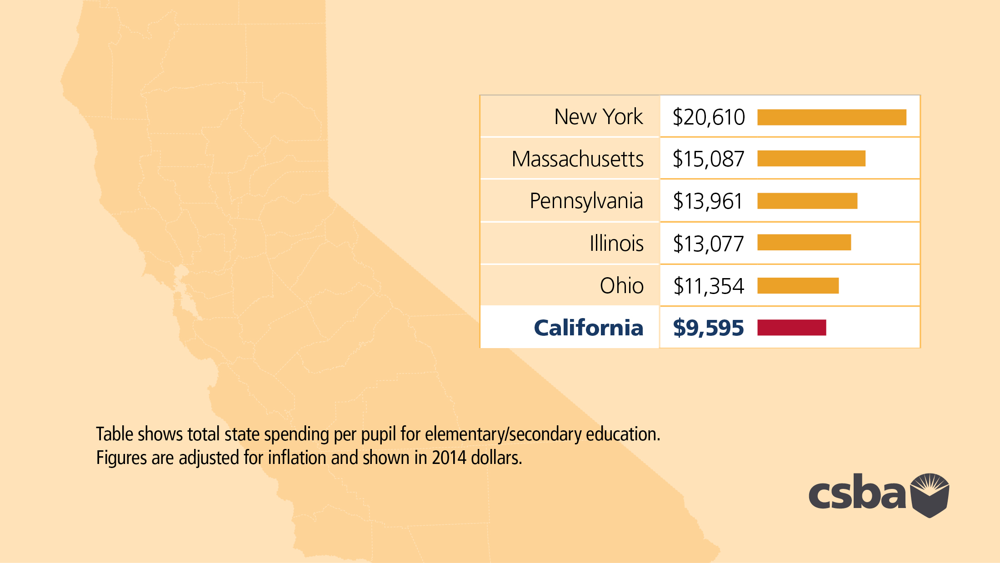 New York $20,610
Massachusetts $15,087
Pennsylvania $13,961
Illinois $13,077
Ohio $11,354
California $9,595
Table shows total state spending per pupil for elementary/secondary education.
Figures are adjusted for inflation and shown in 2014 dollars.
csba